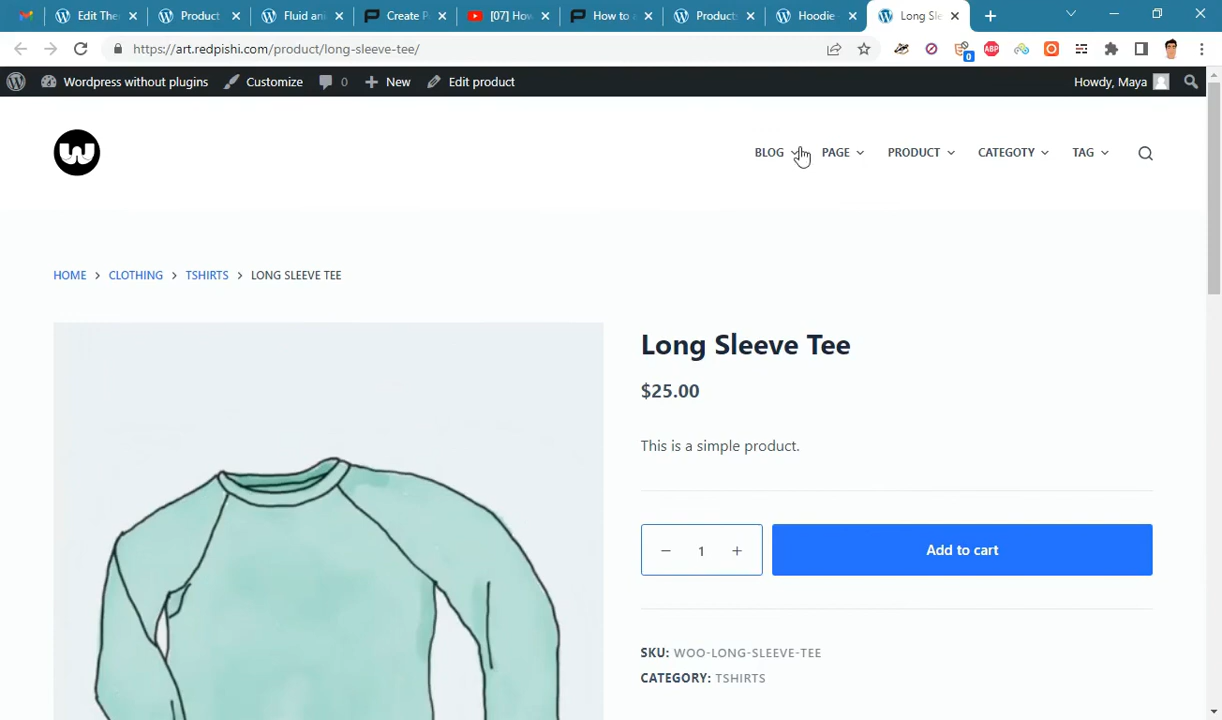 Edit The
Product
Fluid an
Create P
[07] How
How to
Products
Hoodie
Long Sle
https://art.redpishi.com/product/long-sleeve-tee/
0
ABP
Wordpress without plugins
Customize
0
New
Edit product
Howdy, Maya
W
BLOG
PAGE
PRODUCT
CATEGOTY
TAG
HOME > CLOTHING > TSHIRTS > LONG SLEEVE TEE
Long Sleeve Tee
$25.00
This is a simple product.
− 1 +
Add to cart
SKU: WOO-LONG-SLEEVE-TEE
CATEGORY: TSHIRTS